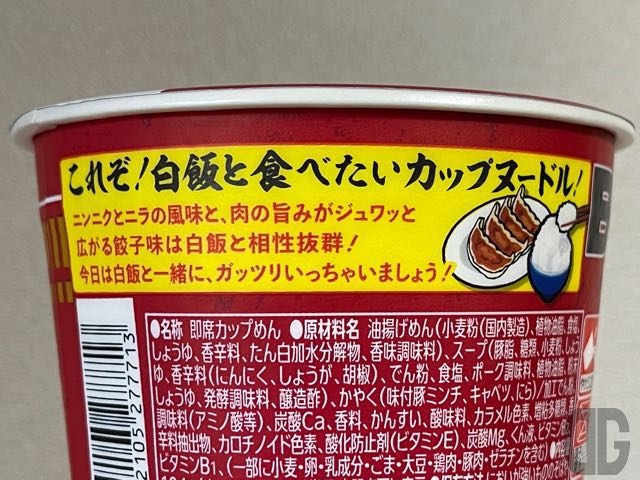 これぞ!白飯と食べたいカップヌードル!
ニンニクとニラの風味と、肉の旨みがジュワッと
広がる餃子味は白飯と相性抜群!
今日は白飯と一緒に、ガッツリいっちゃいましょう!
●名称 即席カップめん ●原材料名 油揚げめん(小麦粉(国内製造)、植物油脂、食塩、
しょうゆ、香辛料、たん白加水分解物、香味調味料)、スープ(豚脂、糖類、小麦粉、しょ
うゆ、香辛料(にんにく、しょうが、胡椒)、でん粉、食塩、ポーク調味料、植物油脂、粉末
しょうゆ、発酵調味料、醸造酢)、かやく(味付豚ミンチ、キャベツ、にら)/加工でん粉、
調味料(アミノ酸等)、炭酸Ca、香料、かんすい、酸味料、カラメル色素、増粘多糖類、香
辛料抽出物、カロチノイド色素、酸化防止剤(ビタミンE)、炭酸Mg、くん液、ビタミンB
ビタミンB1、(一部に小麦・卵・乳成分・ごま・大豆・鶏肉・豚肉・ゼラチンを含む)
2105277713